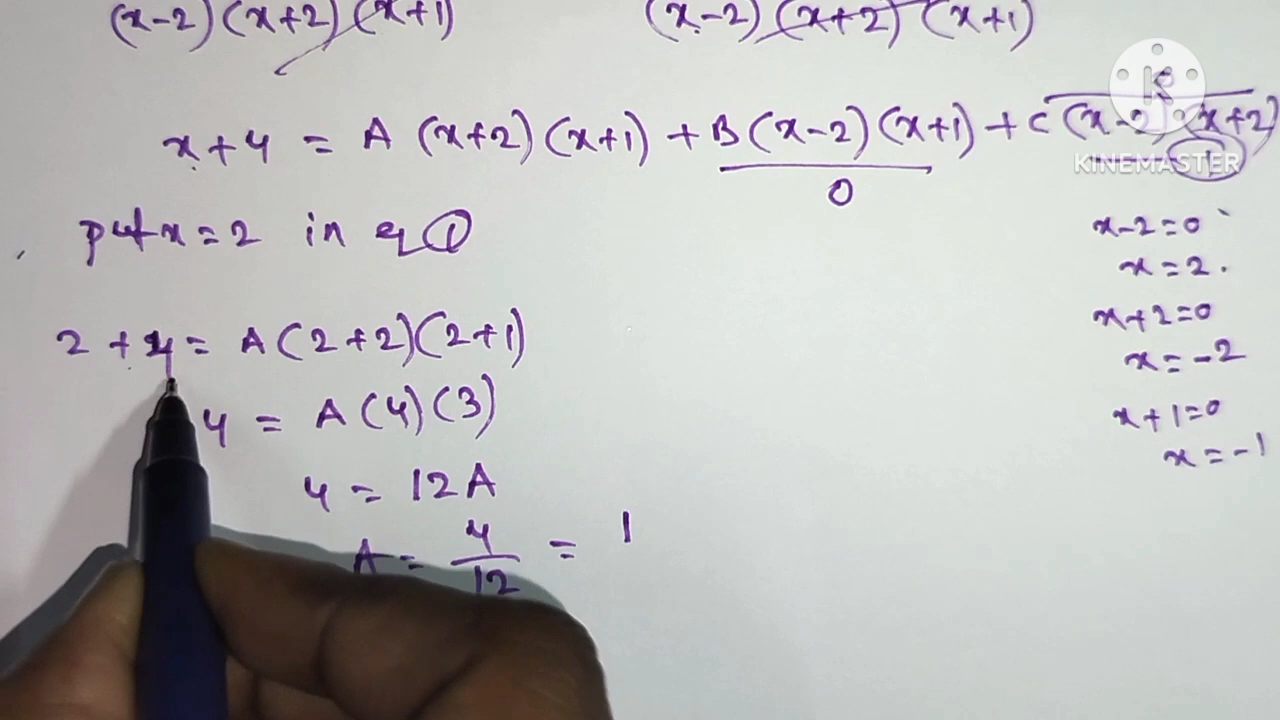 (x-2)(x+2)(x+1) (x-2)(x+2)(x+1)
x+4 = A (x+2)(x+1) + B(x-2)(x+1) + C (x-2)(x+2)
0
1
K
KINEMASTER
put x = 2 in eq 1
2 + 4 = A(2+2)(2+1)
4 = A(4)(3)
4 = 12A
A = 4/12 = 1
x-2=0
x=2.
x+2=0
x=-2
x+1=0
x=-1